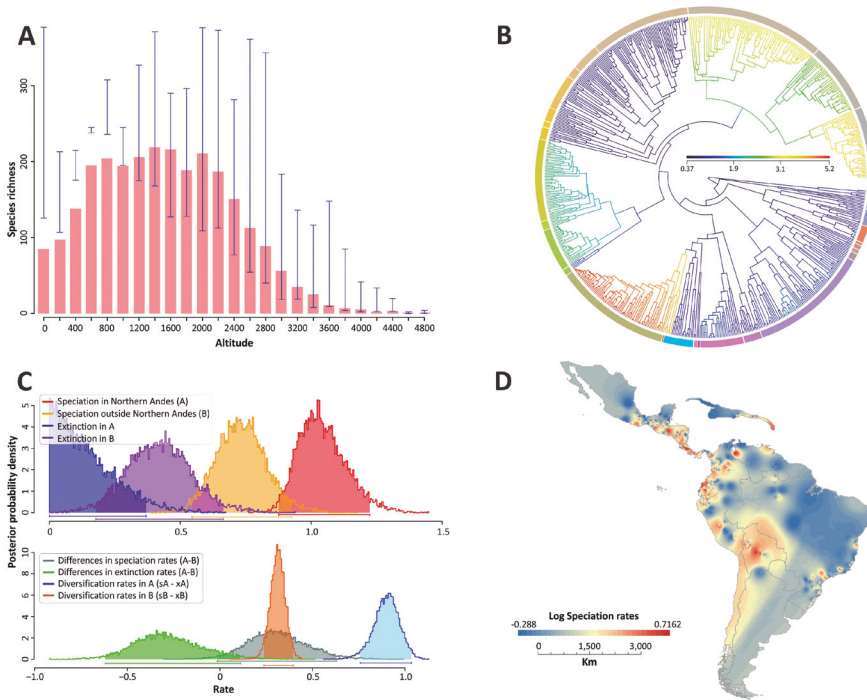 A
Species richness
300
200
100
0
0 400 800 1200 1600 2000 2400 2800 3200 3600 4000 4400 4800
Altitude
B
0.37 1.9 3.1 5.2
C
Posterior probability density
5
4
3
2
1
0
Speciation in Northern Andes (A)
Speciation outside Northern Andes (B)
Extinction in A
Extinction in B
0 0.5 1.0 1.5
10
8
6
4
2
0
Differences in speciation rates (A-B)
Differences in extinction rates (A-B)
Diversification rates in A (sA - xA)
Diversification rates in B (sB - xB)
−1.0 −0.5 0 0.5 1.0
Rate
D
Log Speciation rates
-0.288 0.7162
0 1,500 3,000
Km